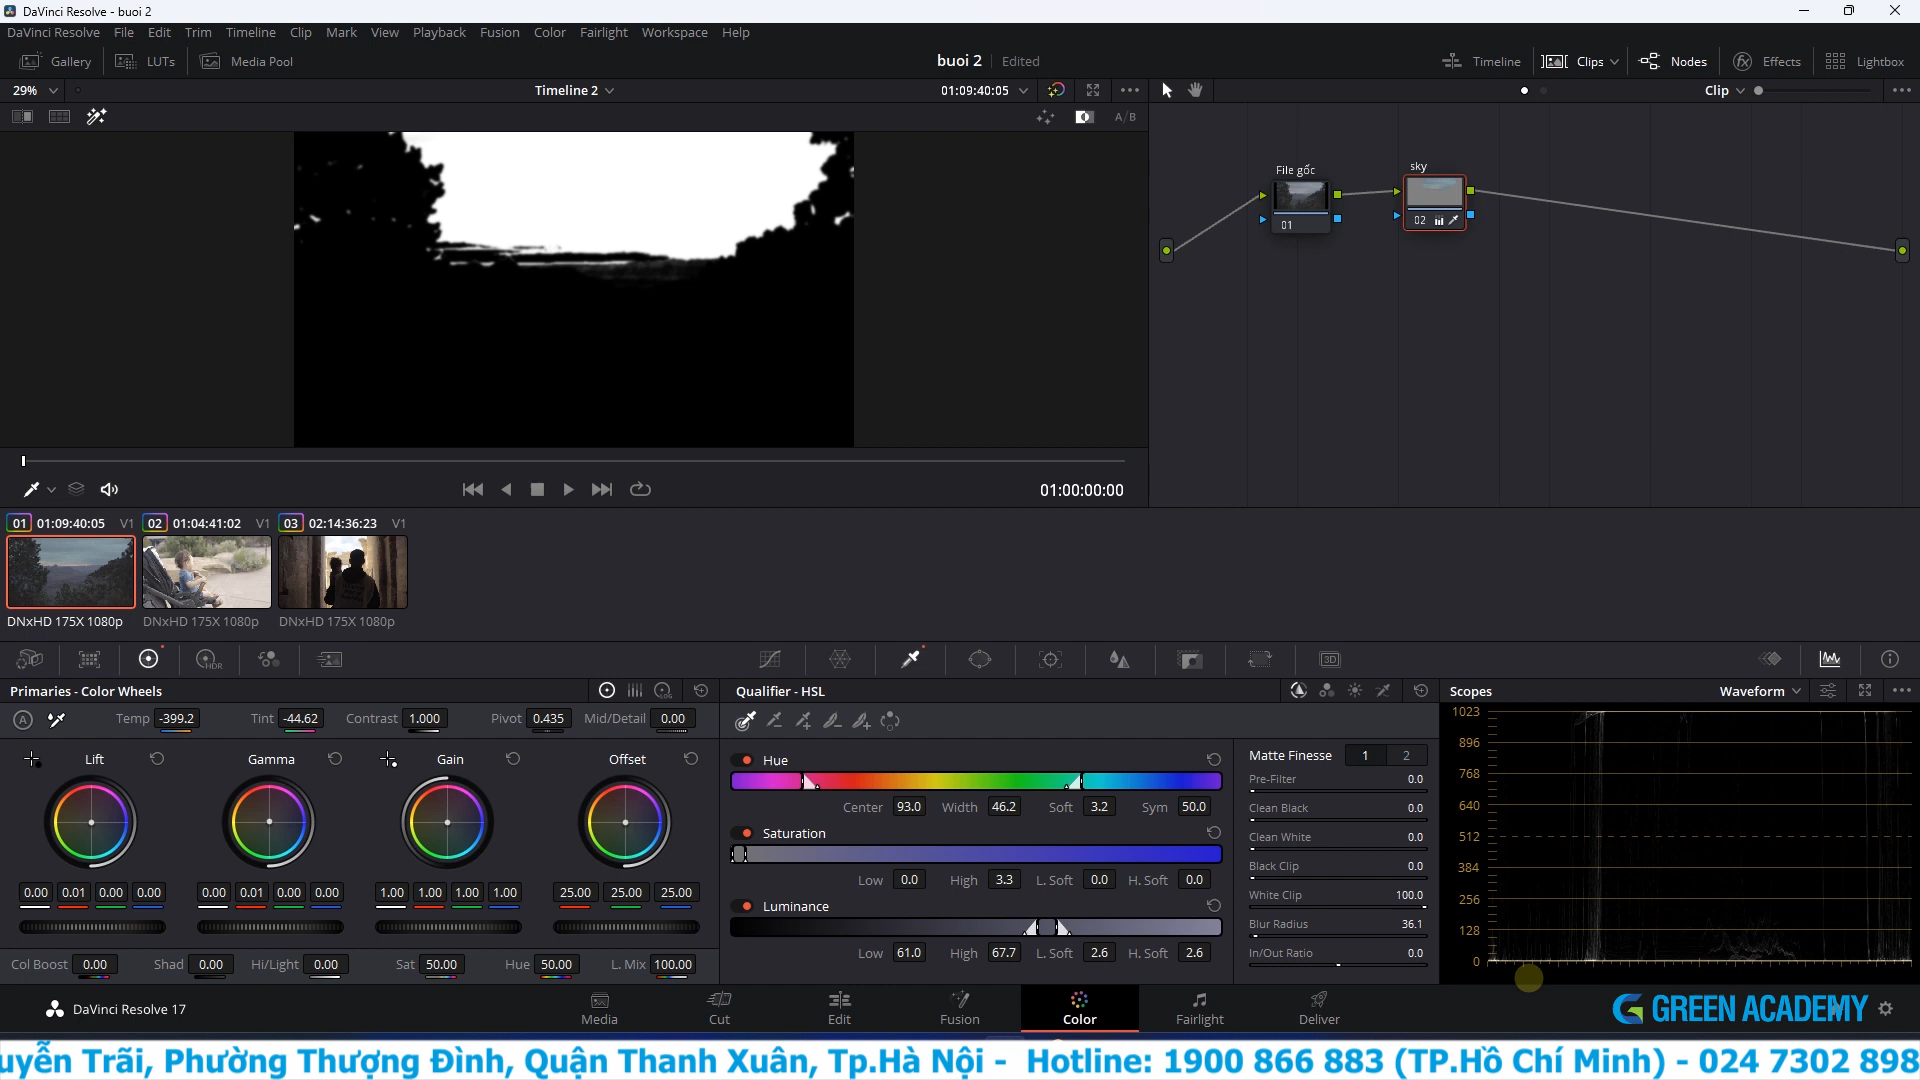 DaVinci Resolve - buoi 2
DaVinci Resolve File Edit Trim Timeline Clip Mark View Playback Fusion Color Fairlight Workspace Help
Gallery LUTs Media Pool buoi 2 Edited Timeline Clips Nodes Effects Lightbox
29% Timeline 2 01:09:40:05 Clip
A/B
File gốc
sky
01
02
01:00:00:00
01 01:09:40:05 V1 02 01:04:41:02 V1 03 02:14:36:23 V1
DNxHD 175X 1080p DNxHD 175X 1080p DNxHD 175X 1080p
HDR 3D
Primaries - Color Wheels
LOG
A Temp -399.2 Tint -44.62 Contrast 1.000 Pivot 0.435 Mid/Detail 0.00
Lift Gamma Gain Offset
0.00 0.01 0.00 0.00 0.00 0.01 0.00 0.00 1.00 1.00 1.00 1.00 25.00 25.00 25.00
Col Boost 0.00 Shad 0.00 Hi/Light 0.00 Sat 50.00 Hue 50.00 L. Mix 100.00
Qualifier - HSL
Hue
Center 93.0 Width 46.2 Soft 3.2 Sym 50.0
Saturation
Low 0.0 High 3.3 L. Soft 0.0 H. Soft 0.0
Luminance
Low 61.0 High 67.7 L. Soft 2.6 H. Soft 2.6
Matte Finesse 1 2
Pre-Filter 0.0
Clean Black 0.0
Clean White 0.0
Black Clip 0.0
White Clip 100.0
Blur Radius 36.1
In/Out Ratio 0.0
Scopes Waveform
1023
896
768
640
512
384
256
128
0
DaVinci Resolve 17 Media Cut Edit Fusion Color Fairlight Deliver
GREEN ACADEMY
uyễn Trãi, Phường Thượng Đình, Quận Thanh Xuân, Tp.Hà Nội - Hotline: 1900 866 883 (TP.Hồ Chí Minh) - 024 7302 898